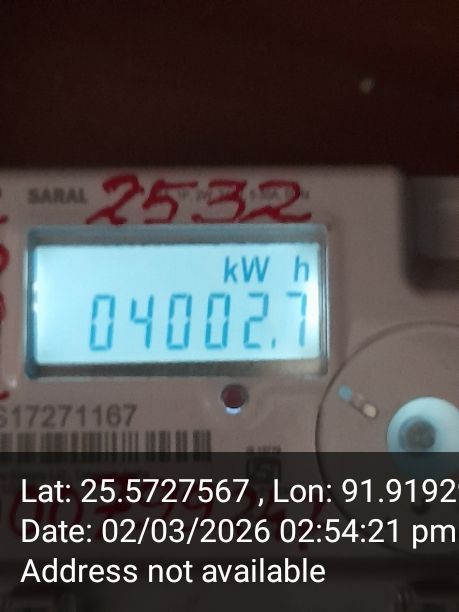 SARAL 2532
kW h
04002.7
S17271167
Lat: 25.5727567 , Lon: 91.9192
Date: 02/03/2026 02:54:21 pm
Address not available